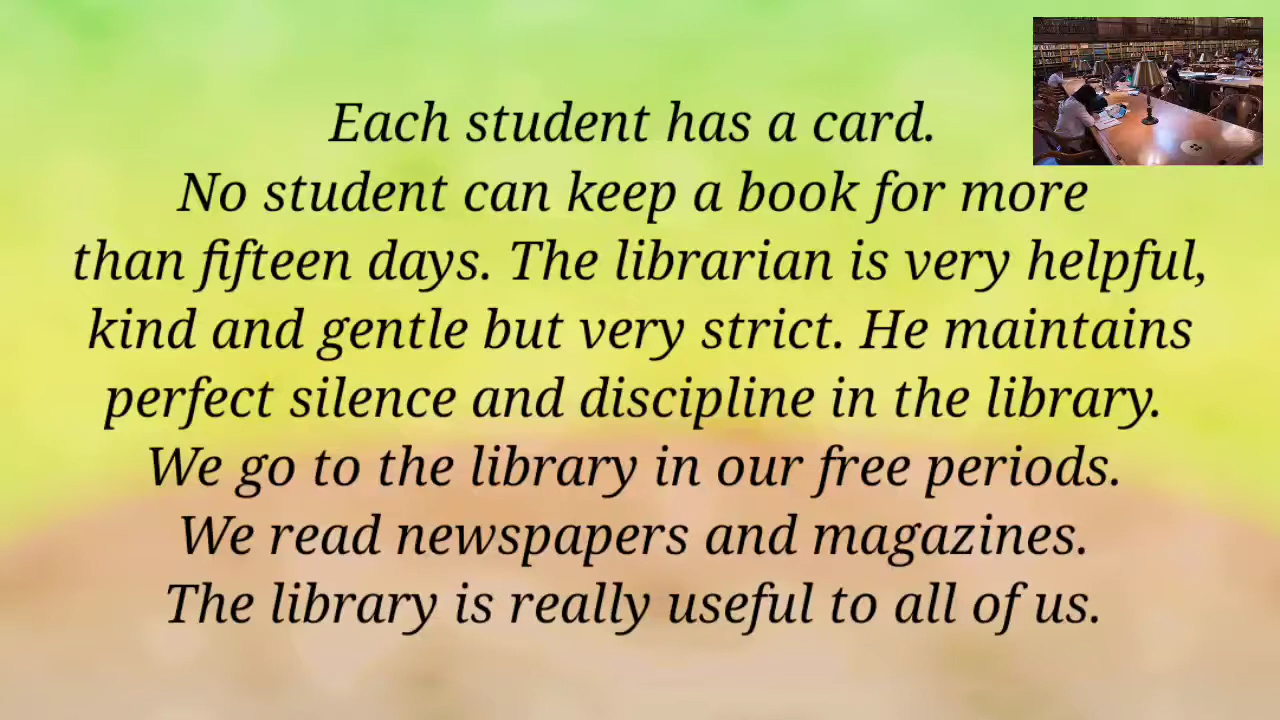 Each student has a card.
No student can keep a book for more
than fifteen days. The librarian is very helpful,
kind and gentle but very strict. He maintains
perfect silence and discipline in the library.
We go to the library in our free periods.
We read newspapers and magazines.
The library is really useful to all of us.